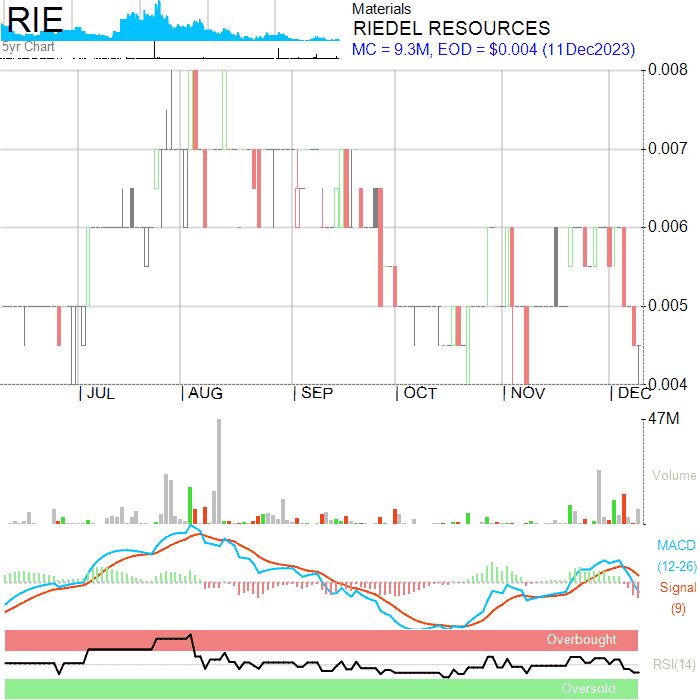 RIE
5yr Chart
Materials
RIEDEL RESOURCES
MC = 9.3M, EOD = $0.004 (11Dec2023)
0.008
0.007
0.006
0.005
0.004
JUL
AUG
SEP
OCT
NOV
DEC
47M
Volume
MACD
(12-26)
Signal
(9)
Overbought
RSI(14)
Oversold